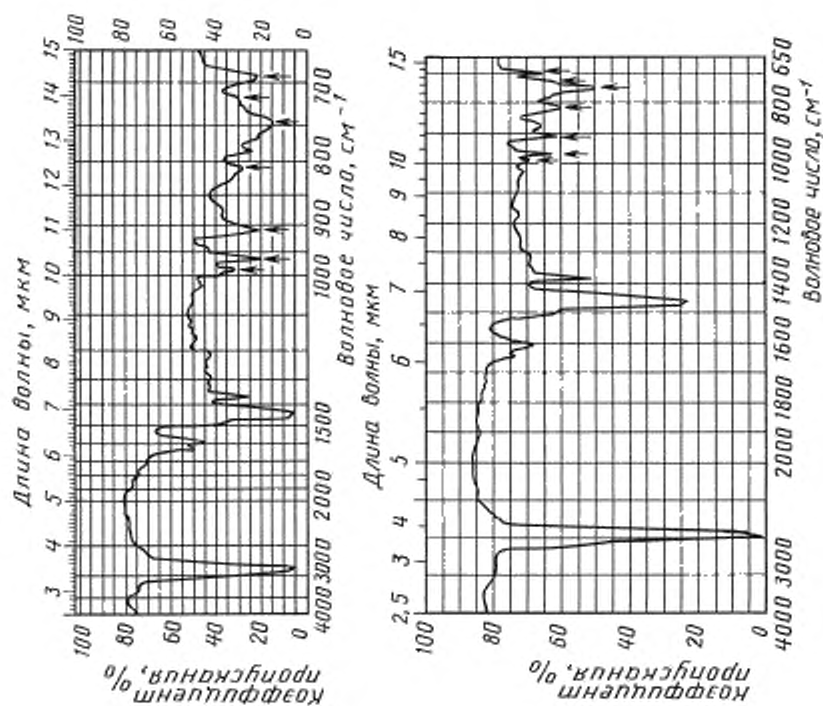 Длина волны, мкм
3 4 5 6 7 8 9 10 11 12 13 14 15
100 80 60 40 20 0
100 80 60 40 20
Коэффициент
пропускания, %
4000 3000 2000 1500 1000 900 800 700
Волновое число, см⁻¹
Длина волны, мкм
2,5 3 4 5 6 7 8 9 10 15
100 80 60 40 20 0
Коэффициент
пропускания, %
4000 3000 2000 1800 1600 1400 1200 1000 800 650
Волновое число, см⁻¹